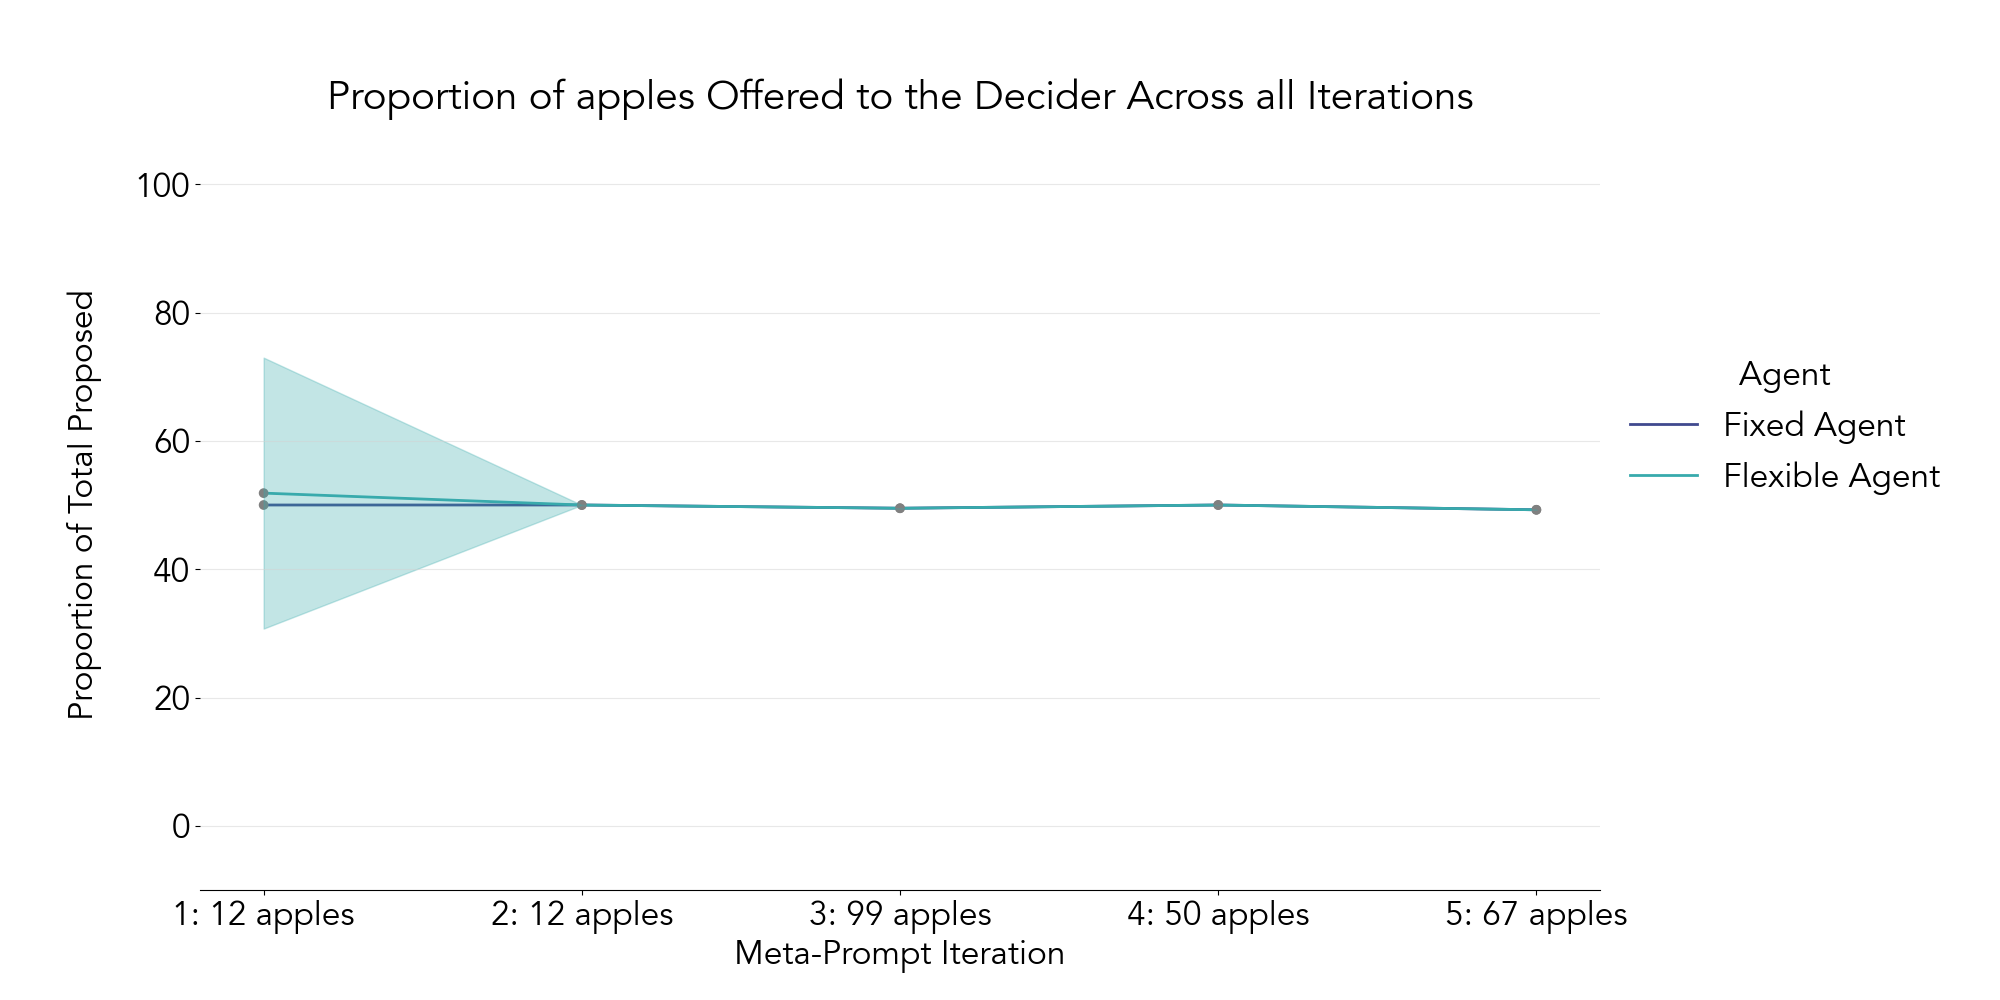 Proportion of apples Offered to the Decider Across all Iterations
Proportion of Total Proposed
100
80
60
40
20
0
1: 12 apples
2: 12 apples
3: 99 apples
4: 50 apples
5: 67 apples
Meta-Prompt Iteration
Agent
Fixed Agent
Flexible Agent